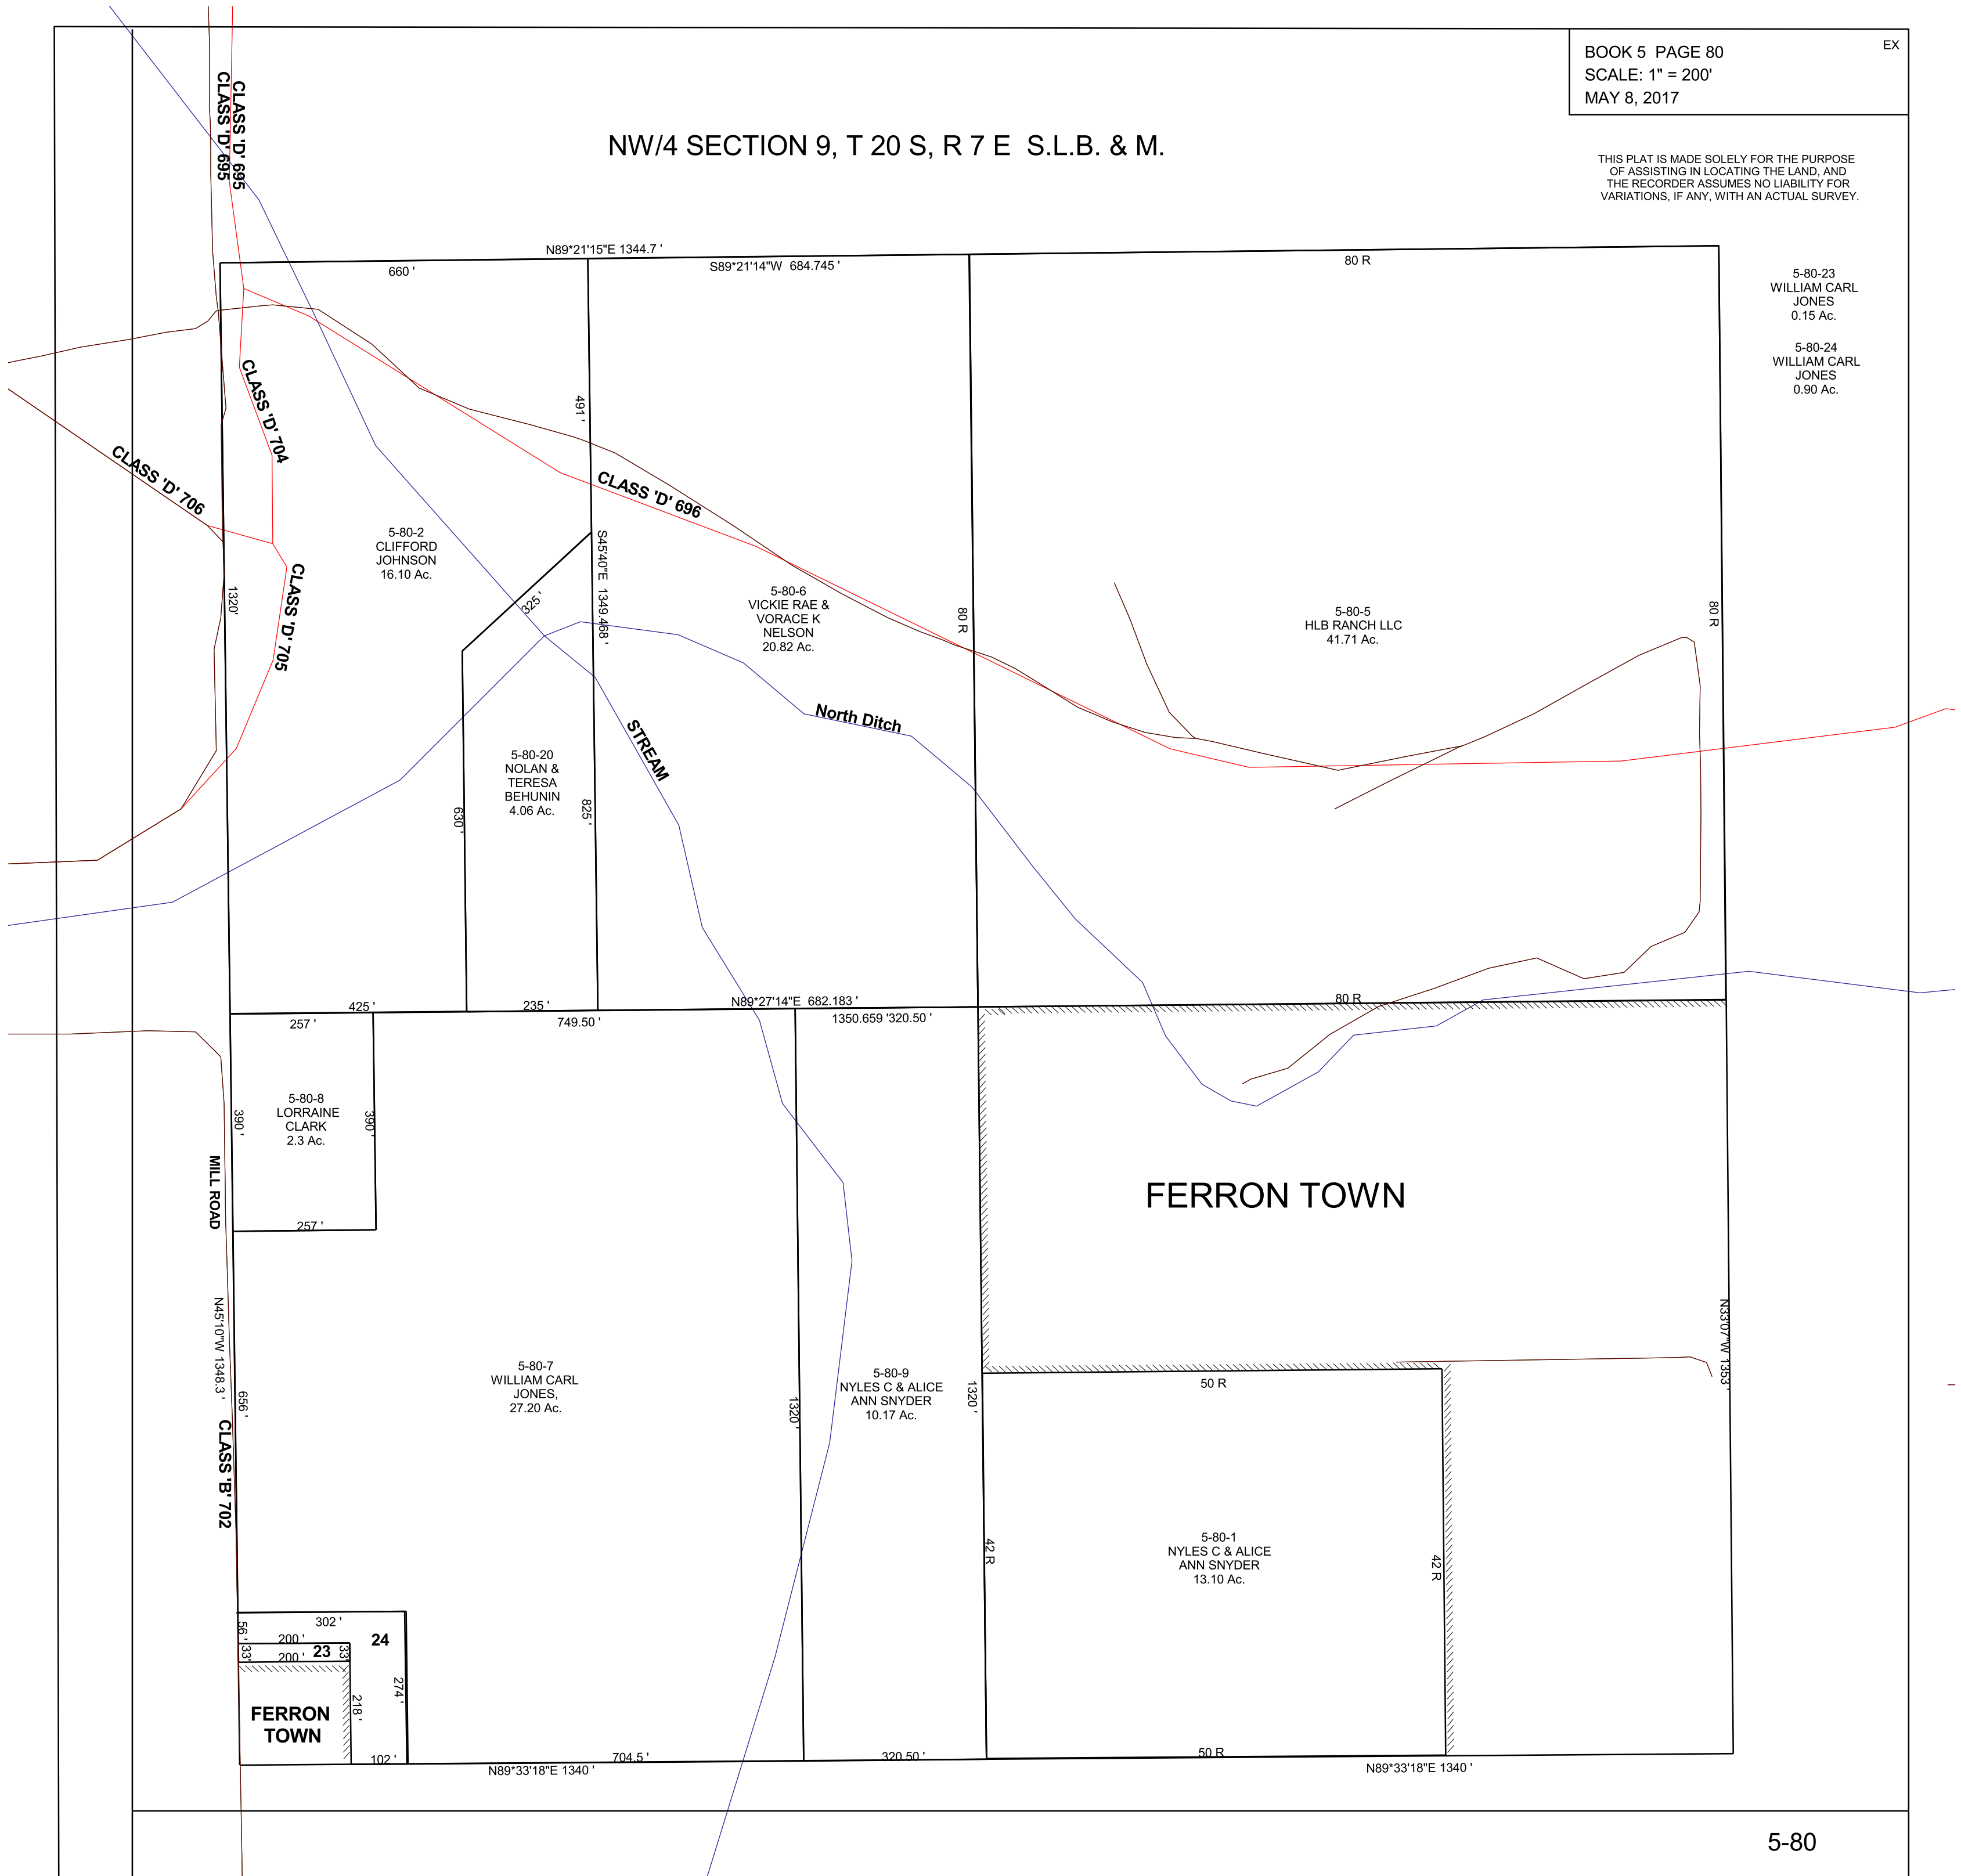 BOOK 5 PAGE 80
EX
SCALE: 1" = 200'
MAY 8, 2017
NW/4 SECTION 9, T 20 S, R 7 E S.L.B. & M.
THIS PLAT IS MADE SOLELY FOR THE PURPOSE
OF ASSISTING IN LOCATING THE LAND, AND
THE RECORDER ASSUMES NO LIABILITY FOR
VARIATIONS, IF ANY, WITH AN ACTUAL SURVEY.
CLASS 'D' 695
CLASS 'D' 695
N89*21'15"E 1344.7 '
660 '
S89*21'14"W 684.745 '
80 R
5-80-23
WILLIAM CARL
JONES
0.15 Ac.
5-80-24
WILLIAM CARL
JONES
0.90 Ac.
CLASS 'D' 704
491 '
CLASS 'D' 706
CLASS 'D' 696
5-80-2
CLIFFORD
JOHNSON
16.10 Ac.
S45'40"E 1349.468 '
1320'
CLASS 'D' 705
325 '
5-80-6
VICKIE RAE &
VORACE K
NELSON
20.82 Ac.
80 R
5-80-5
HLB RANCH LLC
41.71 Ac.
80 R
North Ditch
STREAM
5-80-20
NOLAN &
TERESA
BEHUNIN
4.06 Ac.
630 '
825 '
425 '
235 '
N89*27'14"E 682.183 '
80 R
257 '
749.50 '
1350.659 '
320.50 '
5-80-8
LORRAINE
CLARK
2.3 Ac.
390 '
390 '
MILL ROAD
257 '
FERRON TOWN
N45'10"W 1348.3 '
N33'07"W 1353 '
656 '
CLASS 'B' 702
5-80-7
WILLIAM CARL
JONES,
27.20 Ac.
1320 '
5-80-9
NYLES C & ALICE
ANN SNYDER
10.17 Ac.
1320 '
50 R
42 R
5-80-1
NYLES C & ALICE
ANN SNYDER
13.10 Ac.
42 R
302 '
56 '
200 '
24
33'
200 '
23
33'
274 '
218 '
FERRON
TOWN
102 '
704.5 '
320.50 '
50 R
N89*33'18"E 1340 '
N89*33'18"E 1340 '
5-80